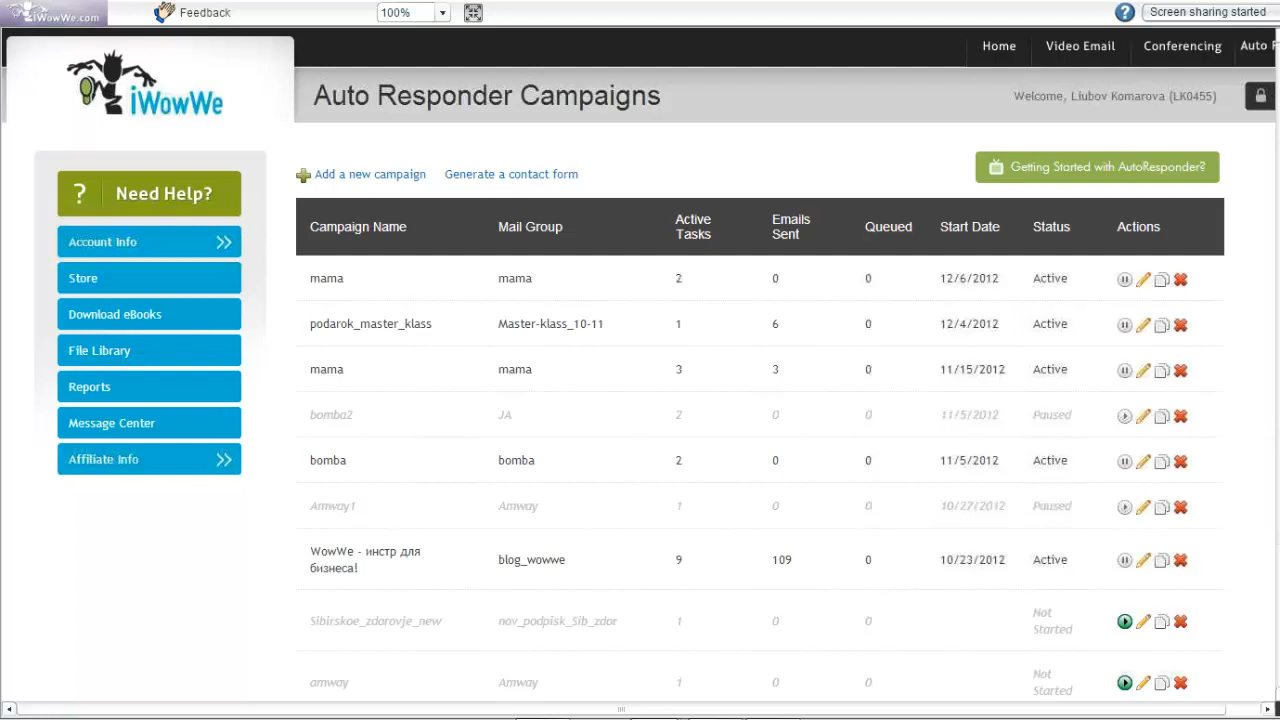 iWowWe.com Feedback 100% ? Screen sharing started
Home Video Email Conferencing Auto
iWowWe
Auto Responder Campaigns
Welcome, Liubov Komarova (LK0455)
? Need Help?
Account Info
Store
Download eBooks
File Library
Reports
Message Center
Affiliate Info
Add a new campaign Generate a contact form
Getting Started with AutoResponder?
Campaign Name Mail Group Active Tasks Emails Sent Queued Start Date Status Actions
mama mama 2 0 0 12/6/2012 Active
podarok_master_klass Master-klass_10-11 1 6 0 12/4/2012 Active
mama mama 3 3 0 11/15/2012 Active
bomba2 JA 2 0 0 11/5/2012 Paused
bomba bomba 2 0 0 11/5/2012 Active
Amway1 Amway 1 0 0 10/27/2012 Paused
WowWe - инстр для
бизнеса! blog_wowwe 9 109 0 10/23/2012 Active
Sibirskoe_zdorovje_new nov_podpisk_Sib_zdor 1 0 0 Not Started
amway Amway 1 0 0 Not Started